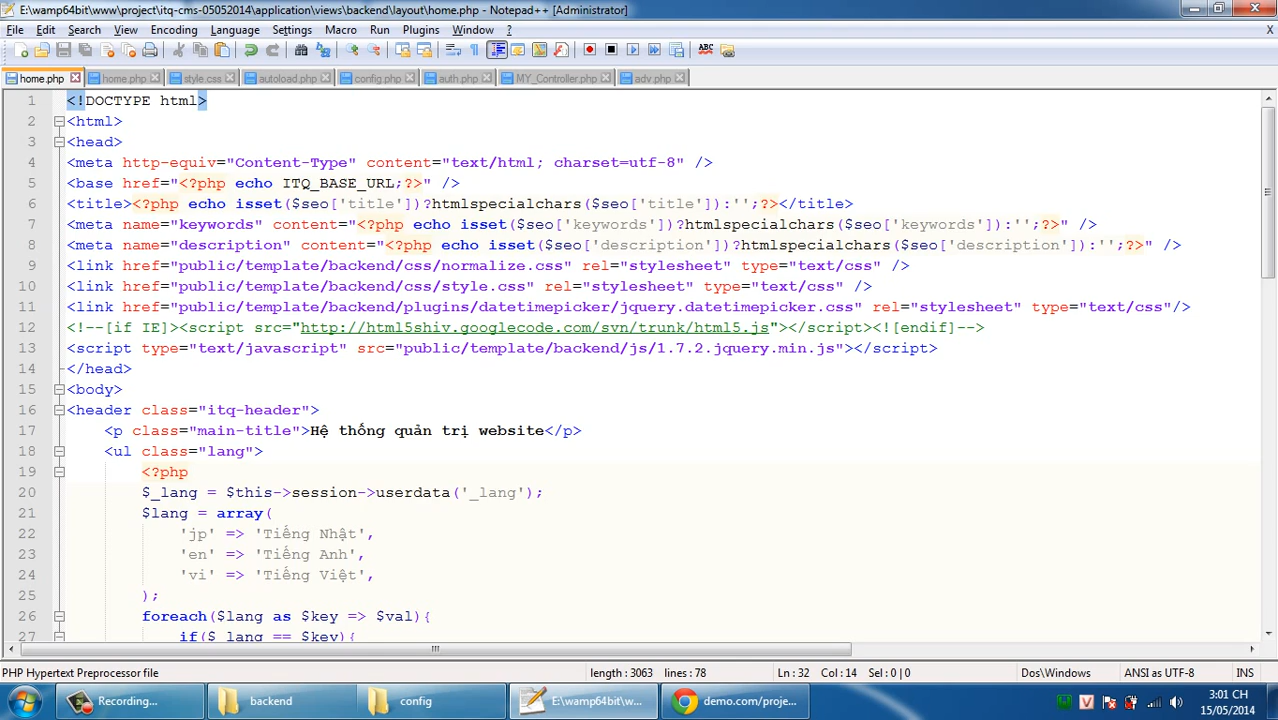 E:\wamp64bit\www\project\itq-cms-05052014\application\views\backend\layout\home.php - Notepad++ [Administrator]
File Edit Search View Encoding Language Settings Macro Run Plugins Window ? X
home.php home.php style.css autoload.php config.php auth.php MY_Controller.php adv.php
1 <!DOCTYPE html>
2 <html>
3 <head>
4 <meta http-equiv="Content-Type" content="text/html; charset=utf-8" />
5 <base href="<?php echo ITQ_BASE_URL;?>" />
6 <title><?php echo isset($seo['title'])?htmlspecialchars($seo['title']):'';?></title>
7 <meta name="keywords" content="<?php echo isset($seo['keywords'])?htmlspecialchars($seo['keywords']):'';?>" />
8 <meta name="description" content="<?php echo isset($seo['description'])?htmlspecialchars($seo['description']):'';?>" />
9 <link href="public/template/backend/css/normalize.css" rel="stylesheet" type="text/css" />
10 <link href="public/template/backend/css/style.css" rel="stylesheet" type="text/css" />
11 <link href="public/template/backend/plugins/datetimepicker/jquery.datetimepicker.css" rel="stylesheet" type="text/css"/>
12 <!--[if IE]><script src="http://html5shiv.googlecode.com/svn/trunk/html5.js"></script><![endif]-->
13 <script type="text/javascript" src="public/template/backend/js/1.7.2.jquery.min.js"></script>
14 </head>
15 <body>
16 <header class="itq-header">
17 <p class="main-title">Hệ thống quản trị website</p>
18 <ul class="lang">
19 <?php
20 $_lang = $this->session->userdata('_lang');
21 $lang = array(
22 'jp' => 'Tiếng Nhật',
23 'en' => 'Tiếng Anh',
24 'vi' => 'Tiếng Việt',
25 );
26 foreach($lang as $key => $val){
27 if($_lang == $key){
PHP Hypertext Preprocessor file length : 3063 lines : 78 Ln : 32 Col : 14 Sel : 0 | 0 Dos\Windows ANSI as UTF-8 INS
Recording... backend config E:\wamp64bit\w... demo.com/proje... V 3:01 CH
15/05/2014